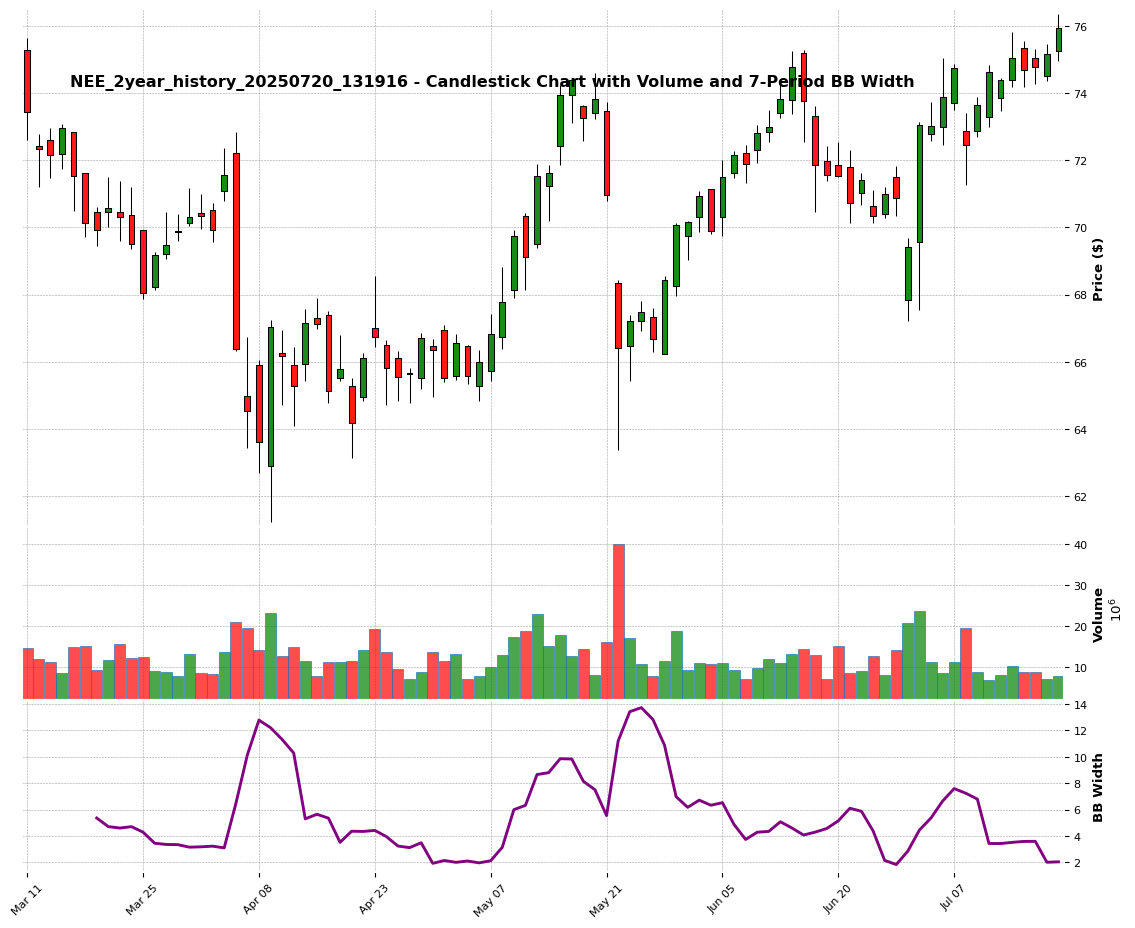 NEE_2year_history_20250720_131916 - Candlestick Chart with Volume and 7-Period BB Width
76
74
72
70
68
66
64
62
Price ($)
40
30
20
10
Volume
10^6
14
12
10
8
6
4
2
BB Width
Mar 11
Mar 25
Apr 08
Apr 23
May 07
May 21
Jun 05
Jun 20
Jul 07